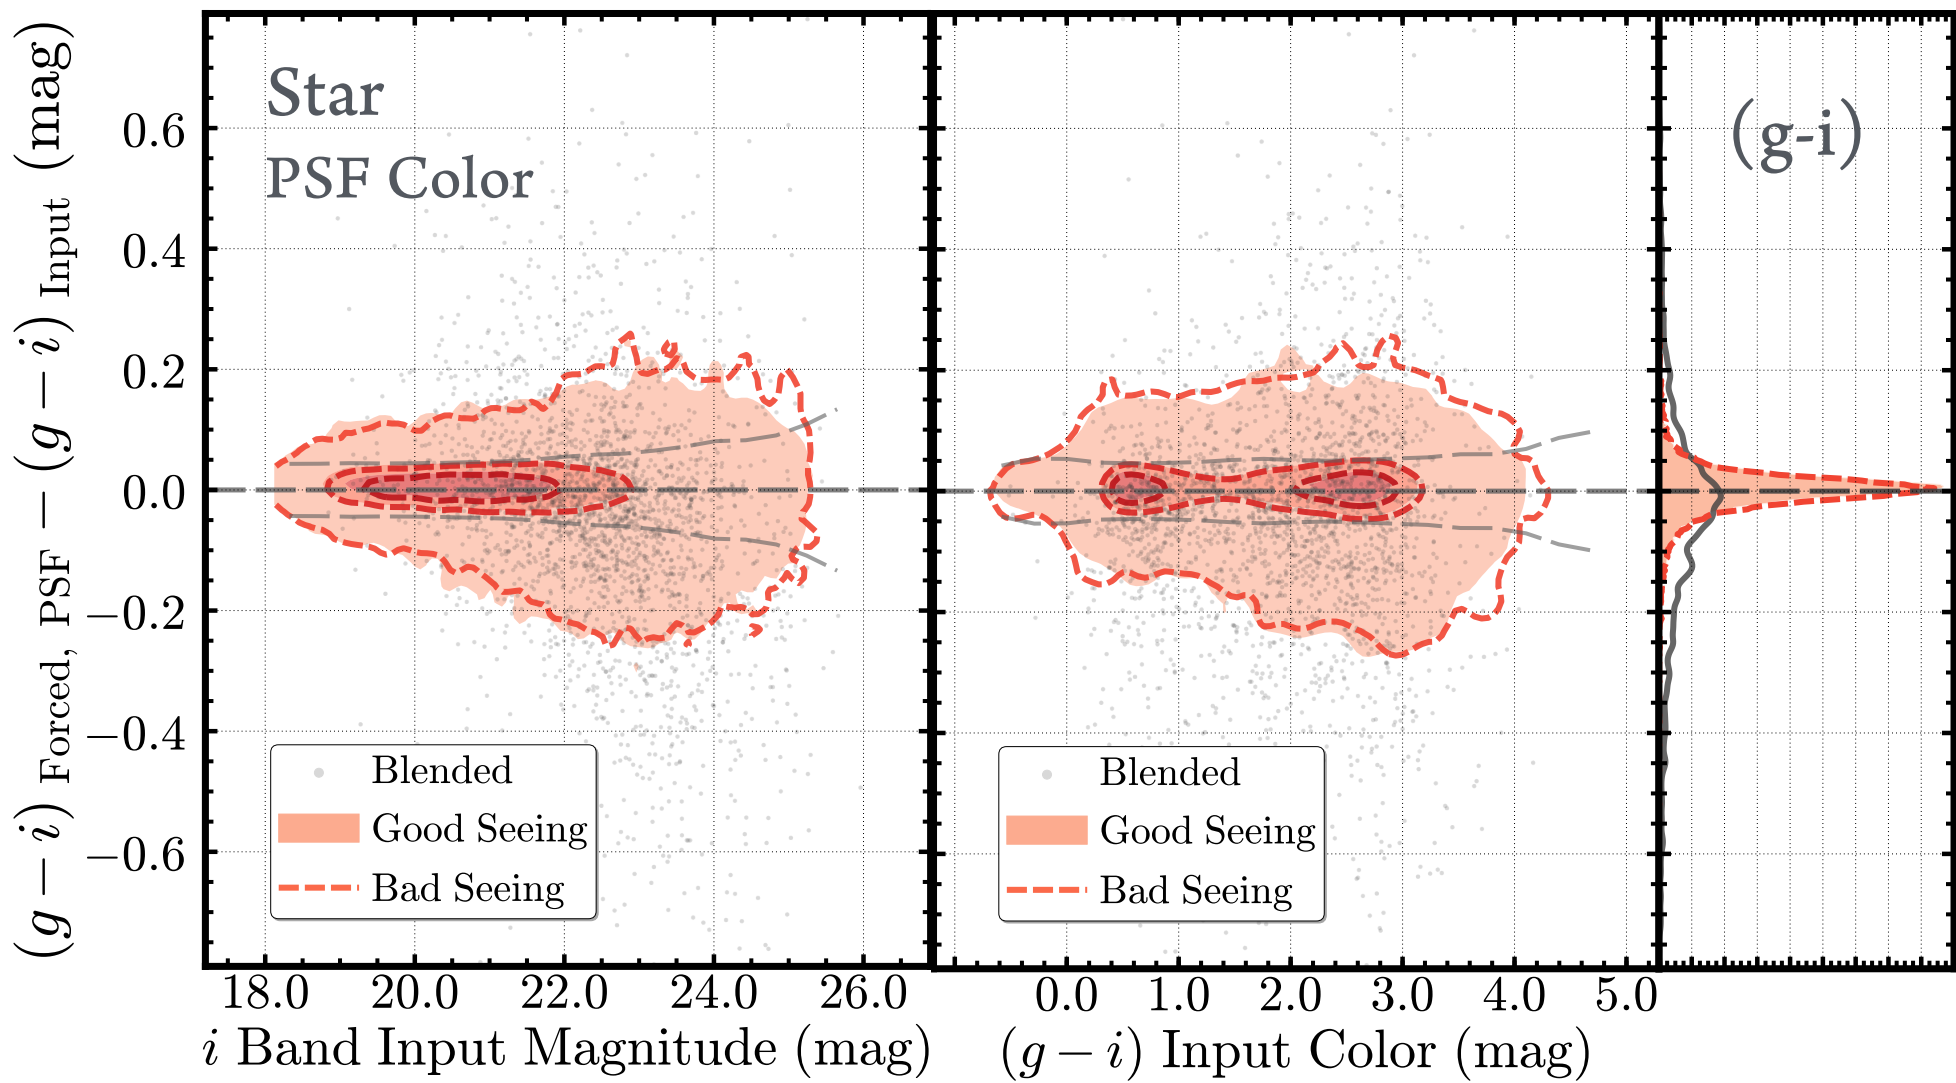 (g − i) Forced, PSF − (g − i) Input (mag)
0.6
0.4
0.2
0.0
−0.2
−0.4
−0.6
Star
PSF Color
Blended
Good Seeing
Bad Seeing
18.0 20.0 22.0 24.0 26.0
i Band Input Magnitude (mag)
Blended
Good Seeing
Bad Seeing
0.0 1.0 2.0 3.0 4.0 5.0
(g − i) Input Color (mag)
(g-i)